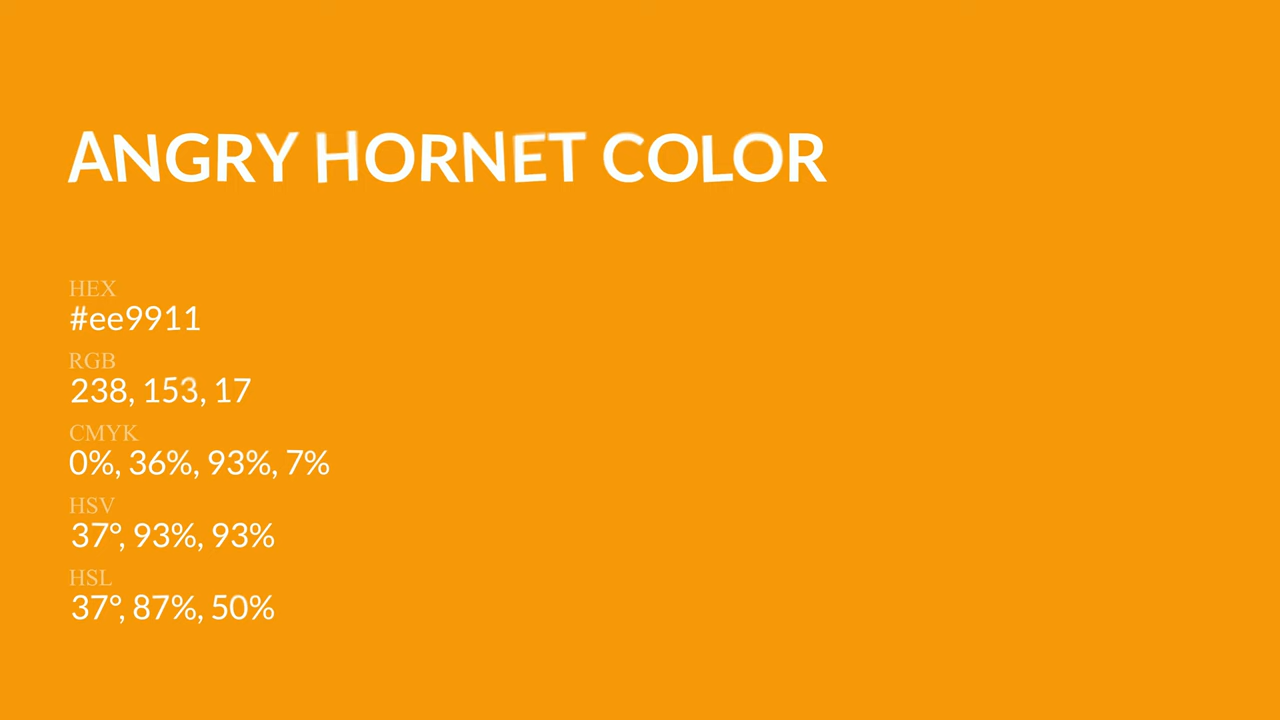 ANGRY HORNET COLOR
HEX
#ee9911
RGB
238, 153, 17
CMYK
0%, 36%, 93%, 7%
HSV
37°, 93%, 93%
HSL
37°, 87%, 50%